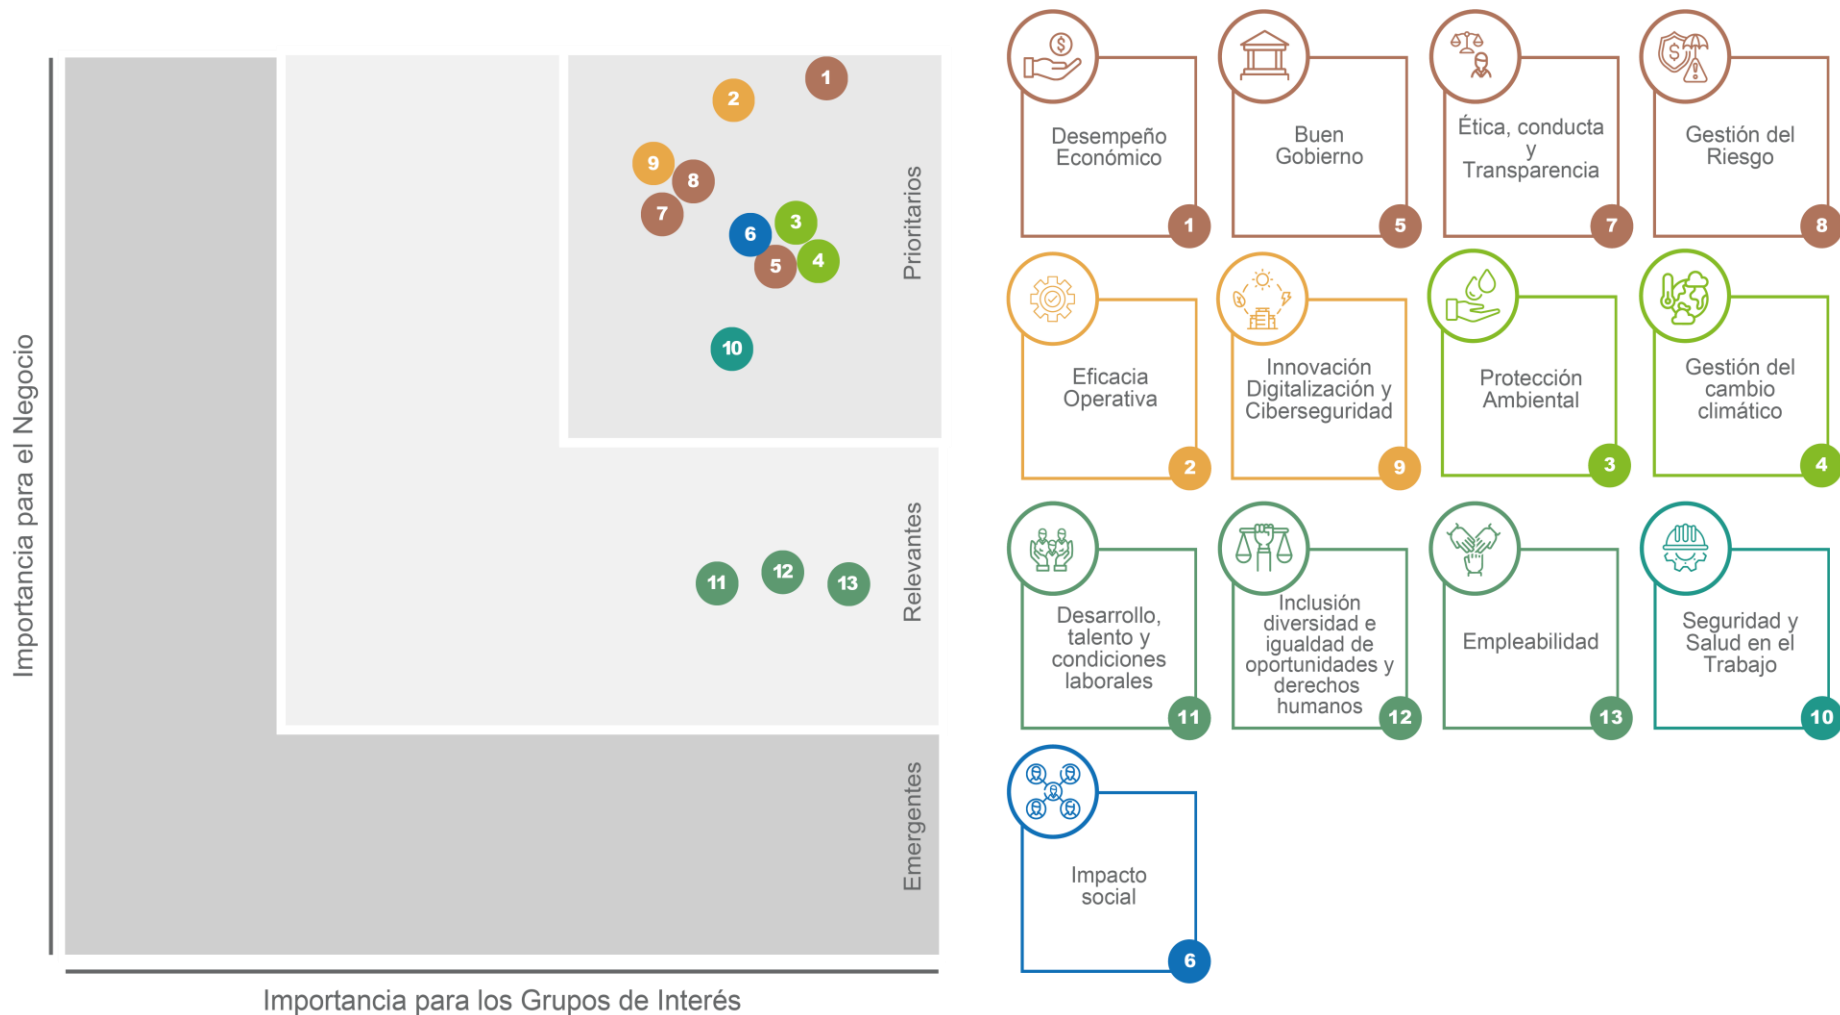 Importancia para el Negocio
1
2
9
8
7
3
6
4
5
10
Prioritarios
11
12
13
Relevantes
Emergentes
Importancia para los Grupos de Interés
Desempeño
Económico
1
Buen
Gobierno
5
Ética, conducta
y
Transparencia
7
Gestión del
Riesgo
8
Eficacia
Operativa
2
Innovación
Digitalización y
Ciberseguridad
9
Protección
Ambiental
3
Gestión del
cambio
climático
4
Desarrollo,
talento y
condiciones
laborales
11
Inclusión
diversidad e
igualdad de
oportunidades y
derechos
humanos
12
Empleabilidad
13
Seguridad y
Salud en el
Trabajo
10
Impacto
social
6